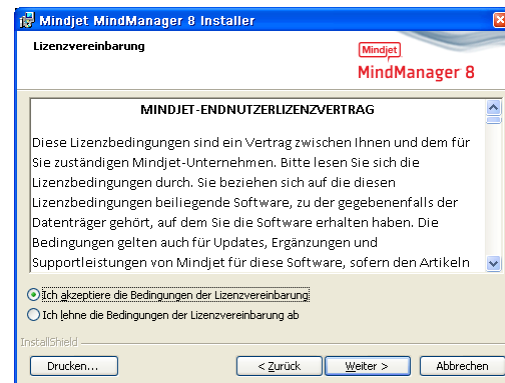 Mindjet MindManager 8 Installer
Lizenzvereinbarung
Mindjet
MindManager 8
MINDJET-ENDNUTZERLIZENZVERTRAG
Diese Lizenzbedingungen sind ein Vertrag zwischen Ihnen und dem für
Sie zuständigen Mindjet-Unternehmen. Bitte lesen Sie sich die
Lizenzbedingungen durch. Sie beziehen sich auf die diesen
Lizenzbedingungen beiliegende Software, zu der gegebenenfalls der
Datenträger gehört, auf dem Sie die Software erhalten haben. Die
Bedingungen gelten auch für Updates, Ergänzungen und
Supportleistungen von Mindjet für diese Software, sofern den Artikeln
Ich akzeptiere die Bedingungen der Lizenzvereinbarung
Ich lehne die Bedingungen der Lizenzvereinbarung ab
InstallShield
Drucken... < Zurück Weiter > Abbrechen